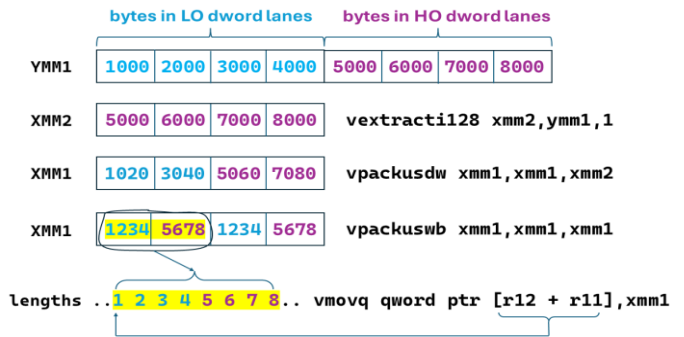 bytes in LO dword lanes bytes in HO dword lanes
YMM1 1000 2000 3000 4000 5000 6000 7000 8000
XMM2 5000 6000 7000 8000 vextracti128 xmm2,ymm1,1
XMM1 1020 3040 5060 7080 vpackusdw xmm1,xmm1,xmm2
XMM1 1234 5678 1234 5678 vpackuswb xmm1,xmm1,xmm1
lengths ..1 2 3 4 5 6 7 8.. vmovq qword ptr [r12 + r11],xmm1